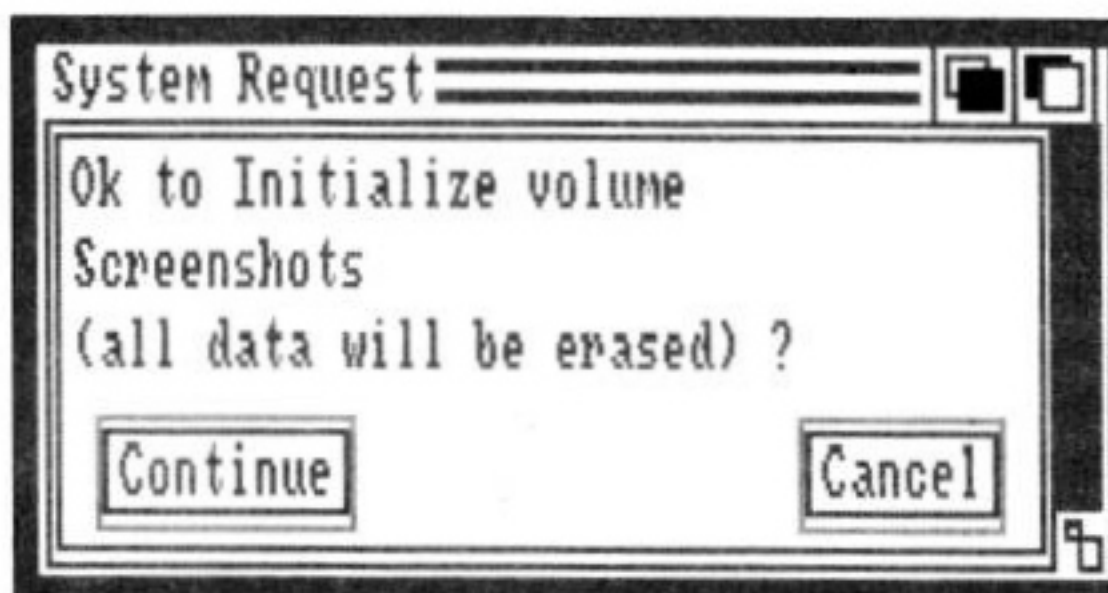 System Request
Ok to Initialize volume
Screenshots
(all data will be erased) ?
Continue
Cancel